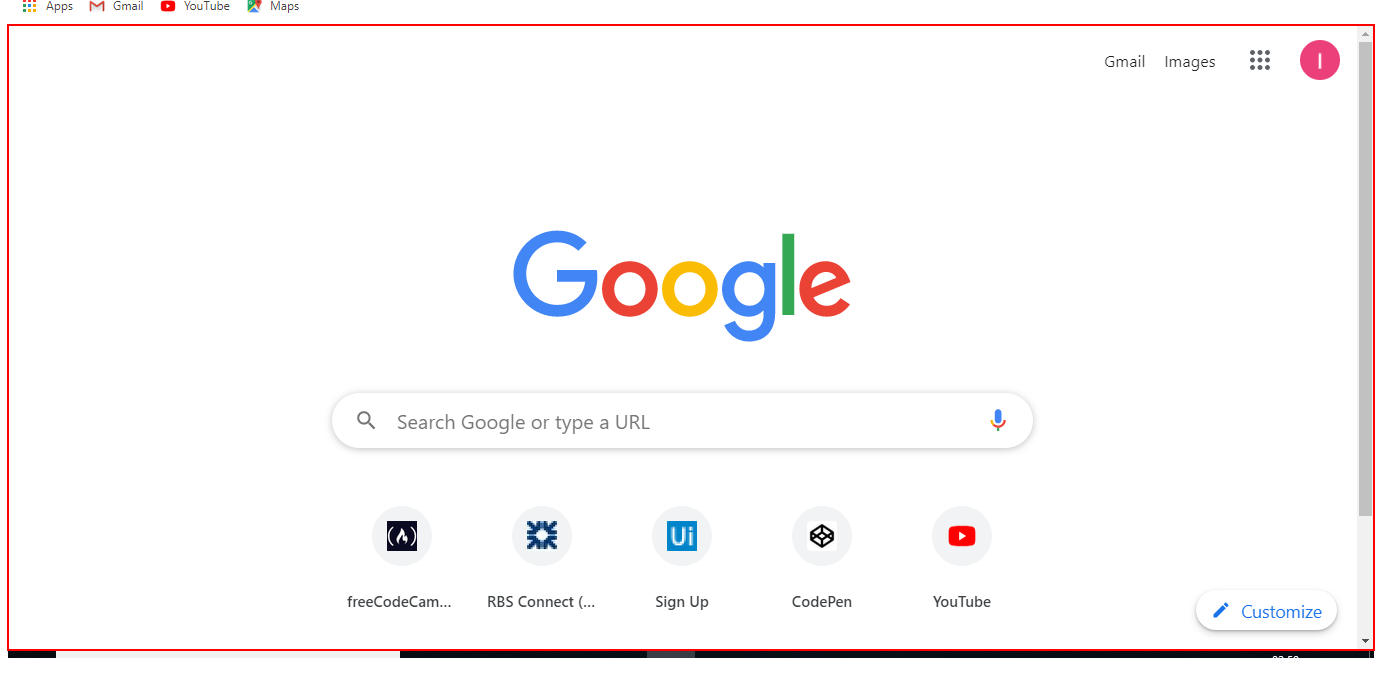 Apps Gmail YouTube Maps
Gmail Images I
Google
Search Google or type a URL
freeCodeCam... RBS Connect (... Sign Up CodePen YouTube
Customize